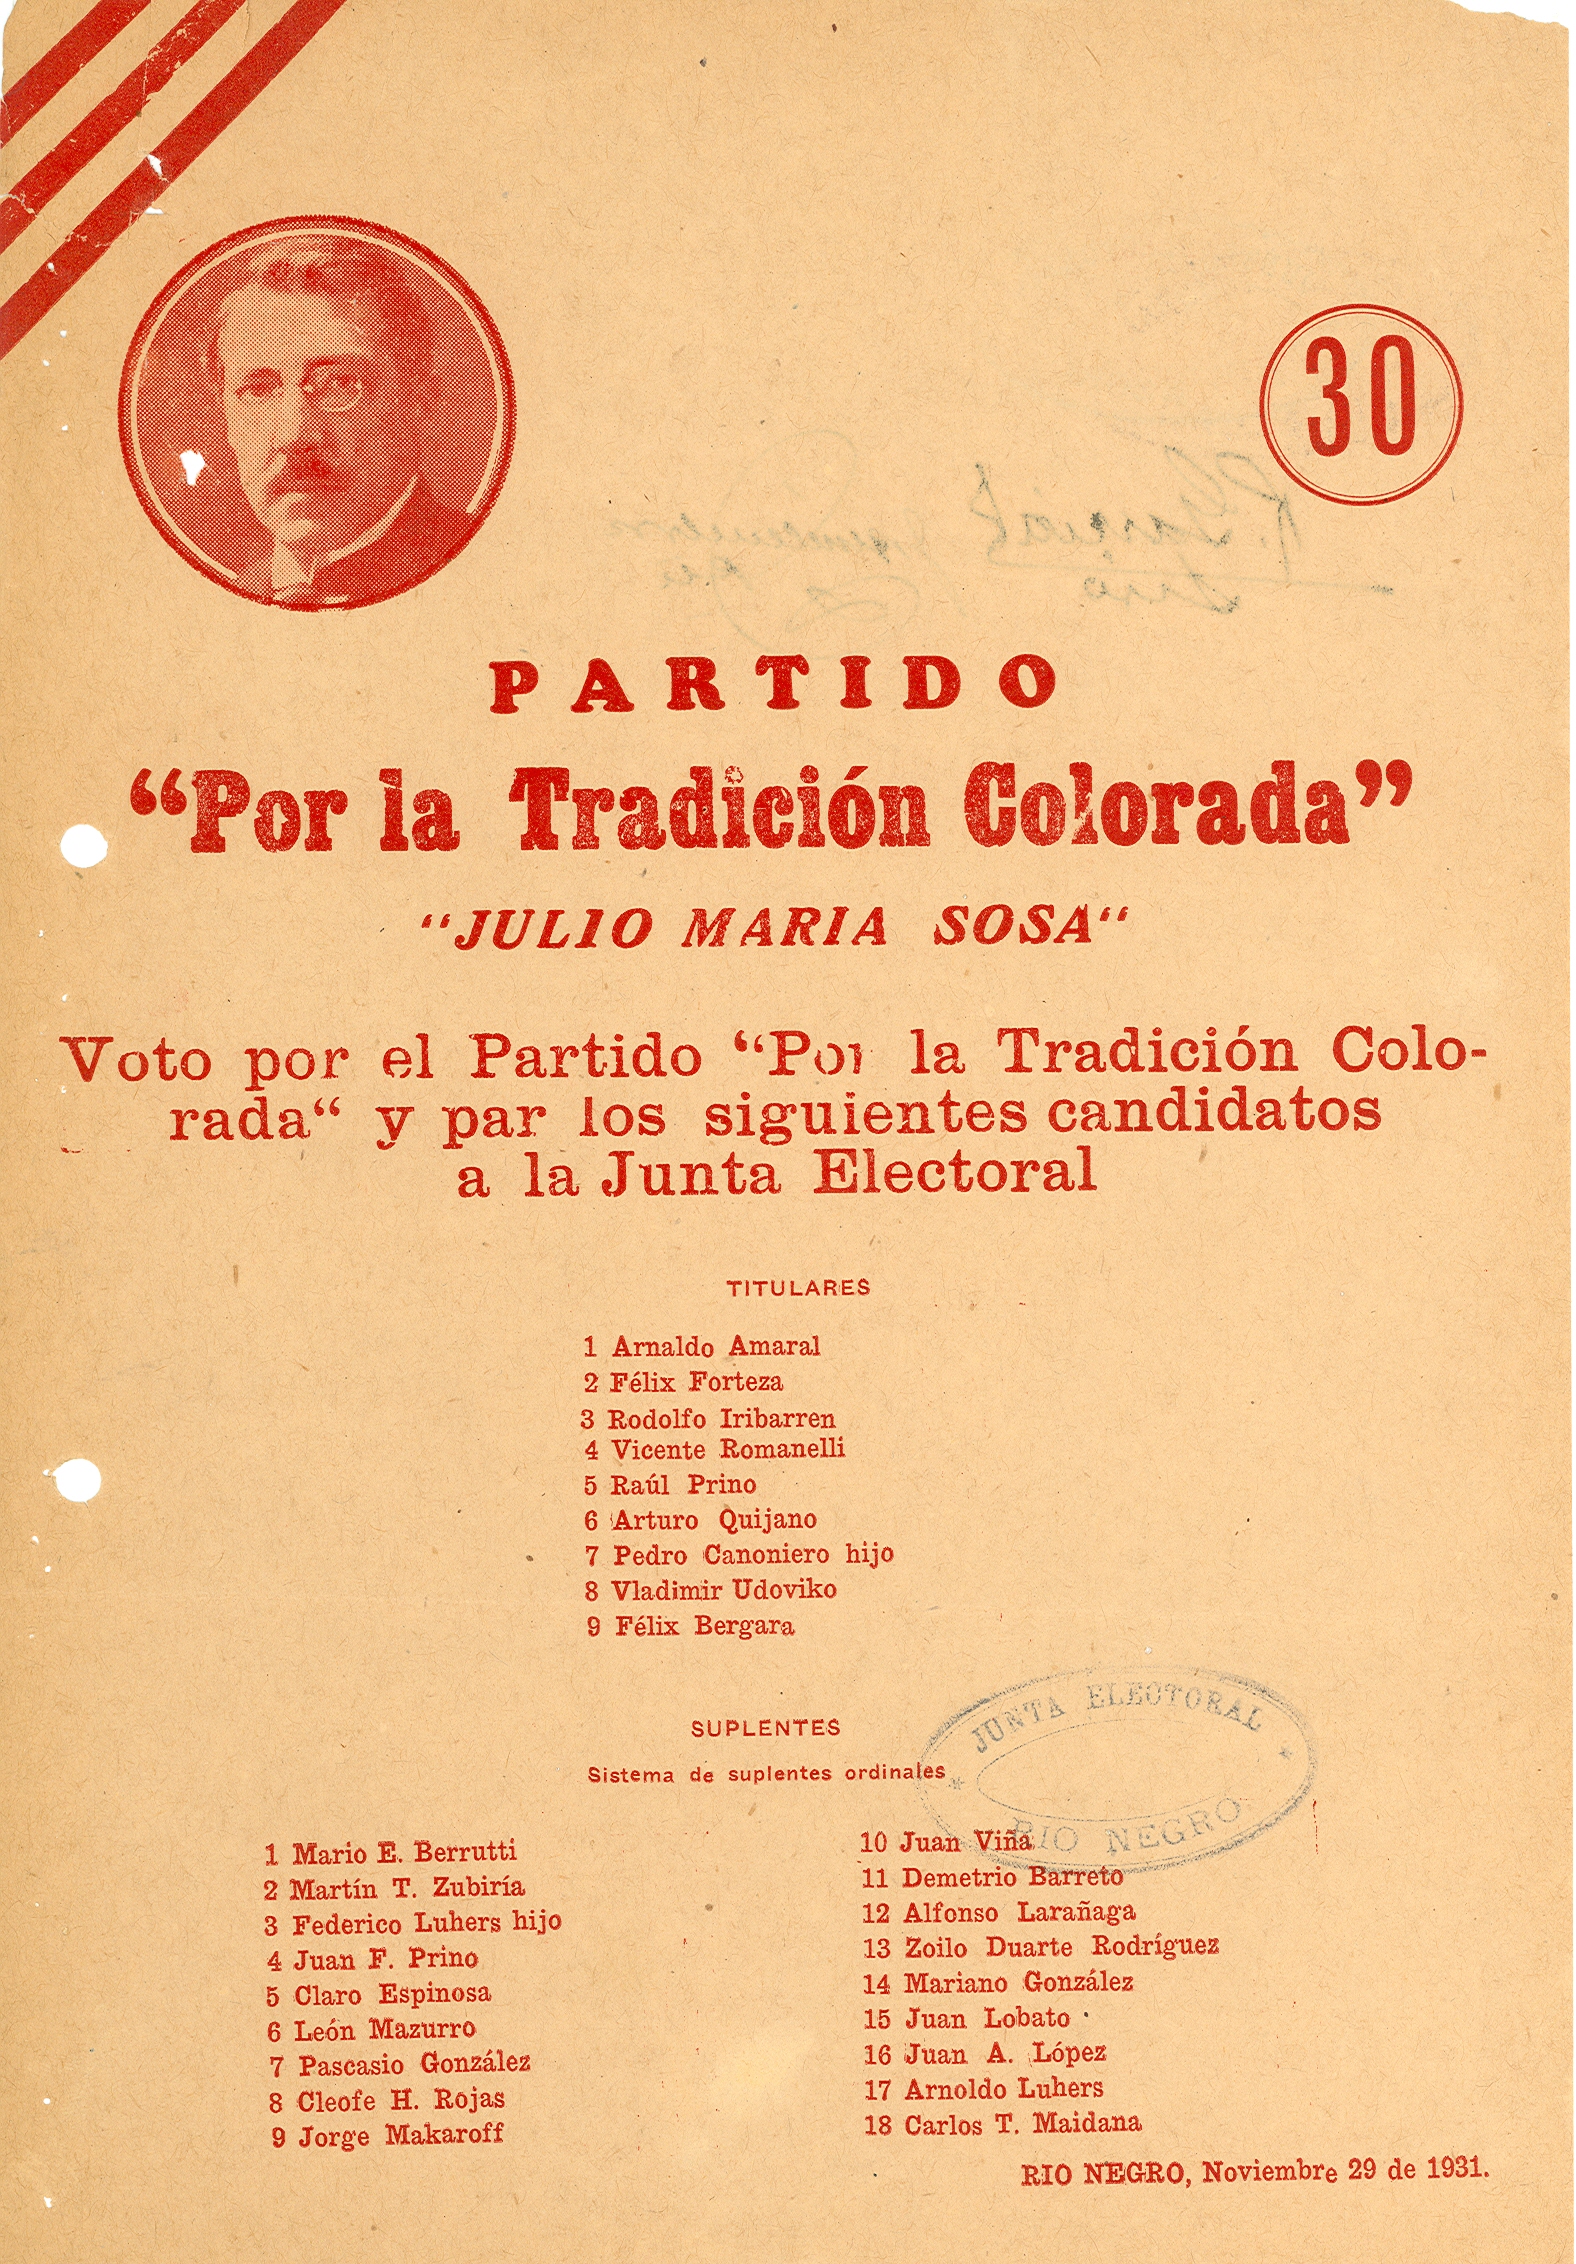 30
PARTIDO
“Por la Tradición Colorada”
“JULIO MARIA SOSA“
Voto por el Partido “Por la Tradición Colo-
rada“ y par los siguientes candidatos
a la Junta Electoral
TITULARES
1 Arnaldo Amaral
2 Félix Forteza
3 Rodolfo Iribarren
4 Vicente Romanelli
5 Raúl Prino
6 Arturo Quijano
7 Pedro Canoniero hijo
8 Vladimir Udoviko
9 Félix Bergara
SUPLENTES
Sistema de suplentes ordinales
JUNTA ELECTORAL
RIO NEGRO
1 Mario E. Berrutti
2 Martín T. Zubiría
3 Federico Luhers hijo
4 Juan F. Prino
5 Claro Espinosa
6 León Mazurro
7 Pascasio González
8 Cleofe H. Rojas
9 Jorge Makaroff
10 Juan Viña
11 Demetrio Barreto
12 Alfonso Larañaga
13 Zoilo Duarte Rodríguez
14 Mariano González
15 Juan Lobato
16 Juan A. López
17 Arnoldo Luhers
18 Carlos T. Maidana
RIO NEGRO, Noviembre 29 de 1931.